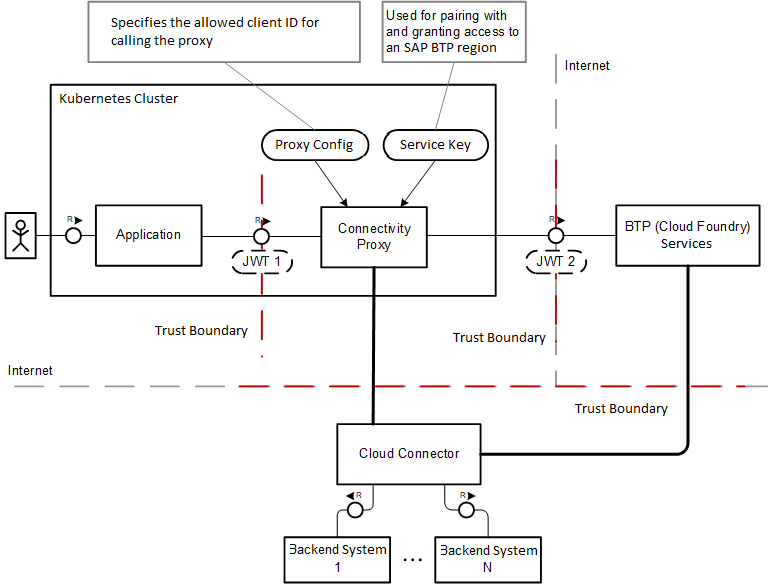 Specifies the allowed client ID for
calling the proxy
Used for pairing with
and granting access to
an SAP BTP region
Internet
Kubernetes Cluster
Proxy Config
Service Key
R
Application
R
JWT 1
Connectivity
Proxy
R
JWT 2
BTP (Cloud Foundry)
Services
Trust Boundary
Trust Boundary
Internet
Trust Boundary
Cloud Connector
R
R
Backend System
1
...
Backend System
N